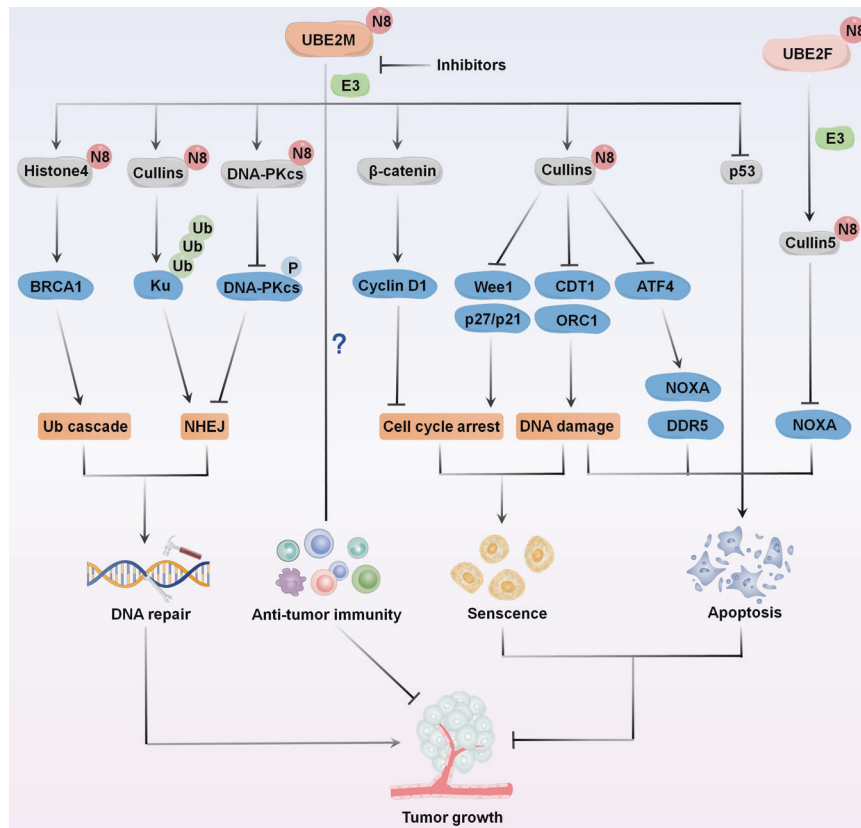 N8
UBE2M
N8
UBE2F
Inhibitors
E3
E3
N8
Histone4
N8
Cullins
N8
DNA-PKcs
β-catenin
N8
Cullins
p53
N8
Cullin5
Ub
Ub
Ub
P
BRCA1
Ku
DNA-PKcs
Cyclin D1
Wee1
CDT1
ATF4
p27/p21
ORC1
?
NOXA
Ub cascade
NHEJ
Cell cycle arrest
DNA damage
DDR5
NOXA
DNA repair
Anti-tumor immunity
Senscence
Apoptosis
Tumor growth